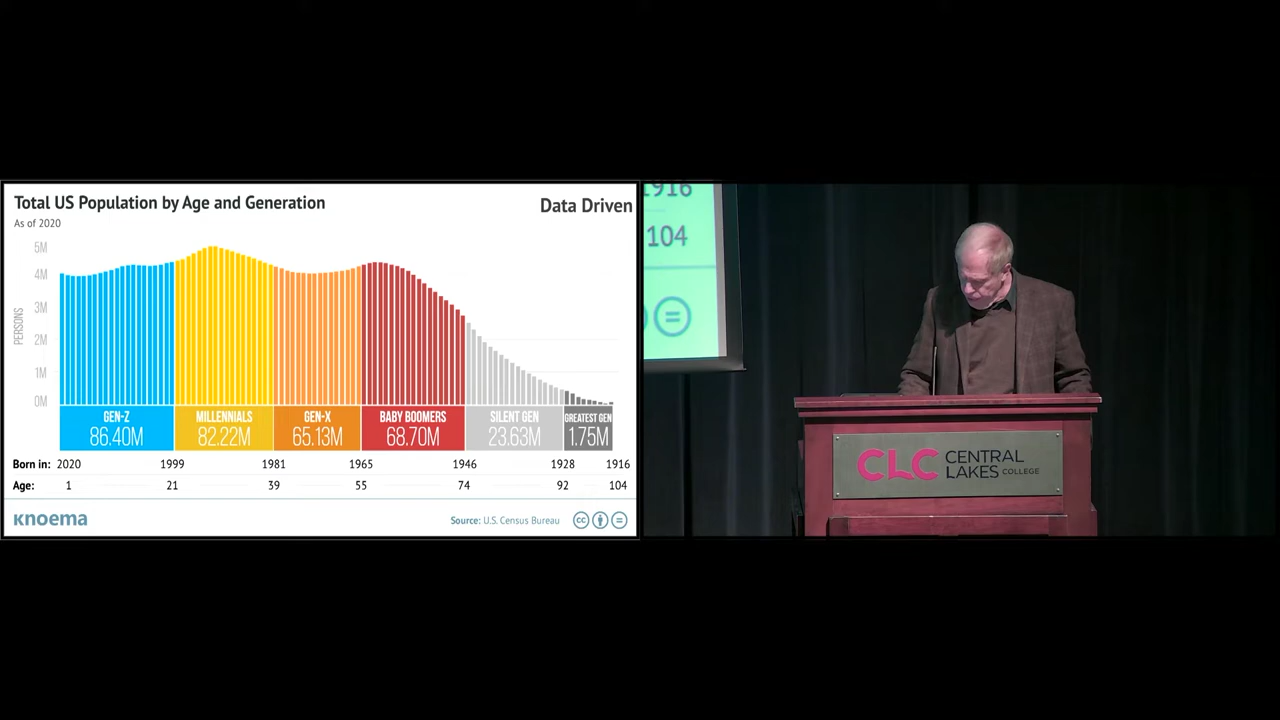 Total US Population by Age and Generation
Data Driven
As of 2020
5M
4M
3M
2M
1M
0M
PERSONS
GEN-Z
86.40M
MILLENNIALS
82.22M
GEN-X
65.13M
BABY BOOMERS
68.70M
SILENT GEN
23.63M
GREATEST GEN
1.75M
Born in: 2020 1999 1981 1965 1946 1928 1916
Age: 1 21 39 55 74 92 104
knoema
Source: U.S. Census Bureau
cc
1916
104
CLC CENTRAL
LAKES COLLEGE